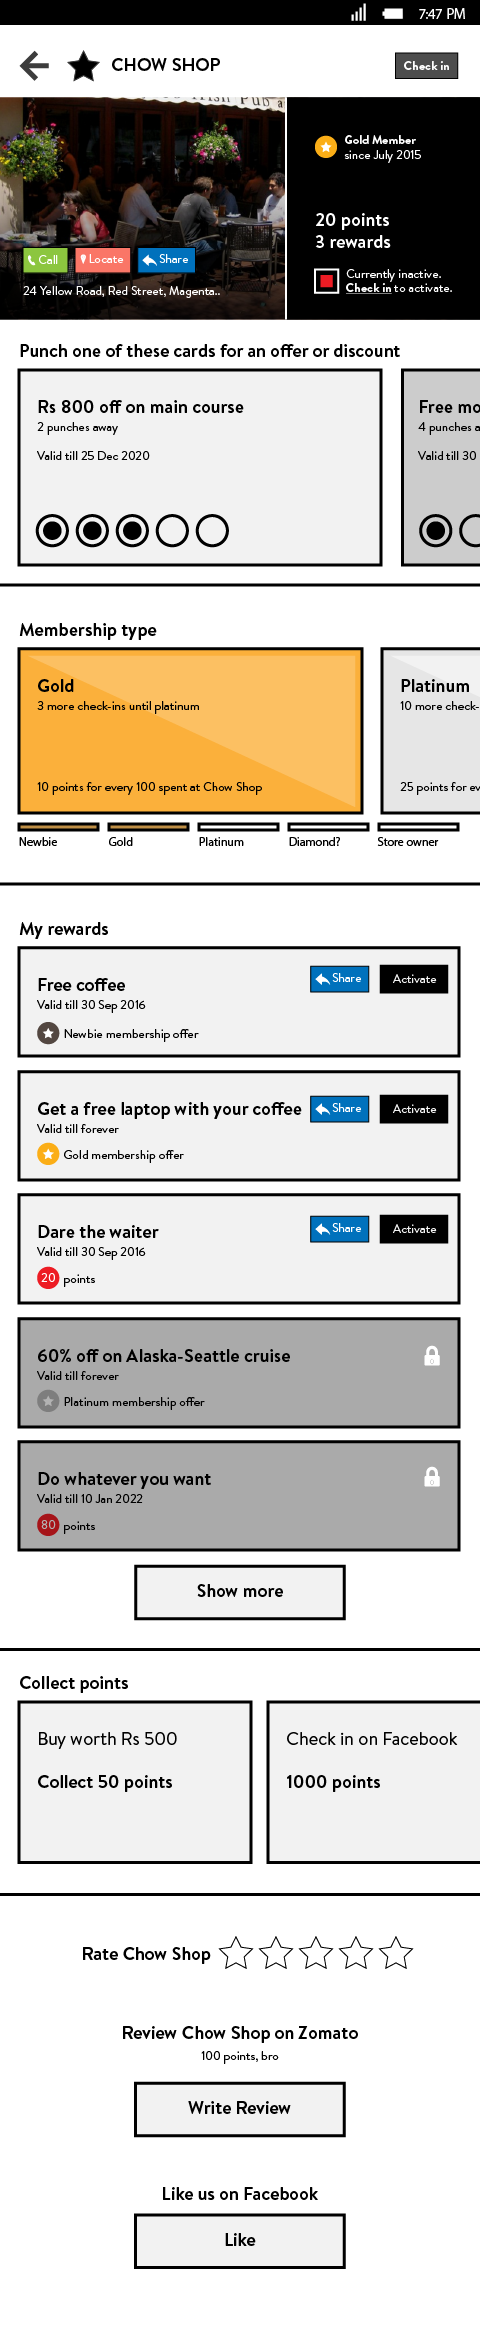 7:47 PM
CHOW SHOP
Check in
Gold Member
since July 2015
20 points
3 rewards
Currently inactive.
Check in to activate.
Call
Locate
Share
24 Yellow Road, Red Street, Magenta..
Punch one of these cards for an offer or discount
Rs 800 off on main course
2 punches away
Valid till 25 Dec 2020
Free mo
4 punches a
Valid till 30
Membership type
Gold
3 more check-ins until platinum
10 points for every 100 spent at Chow Shop
Platinum
10 more check-
25 points for ev
Newbie
Gold
Platinum
Diamond?
Store owner
My rewards
Free coffee
Valid till 30 Sep 2016
Newbie membership offer
Share
Activate
Get a free laptop with your coffee
Valid till forever
Gold membership offer
Share
Activate
Dare the waiter
Valid till 30 Sep 2016
20 points
Share
Activate
60% off on Alaska-Seattle cruise
Valid till forever
Platinum membership offer
Do whatever you want
Valid till 10 Jan 2022
80 points
Show more
Collect points
Buy worth Rs 500
Collect 50 points
Check in on Facebook
1000 points
Rate Chow Shop
Review Chow Shop on Zomato
100 points, bro
Write Review
Like us on Facebook
Like